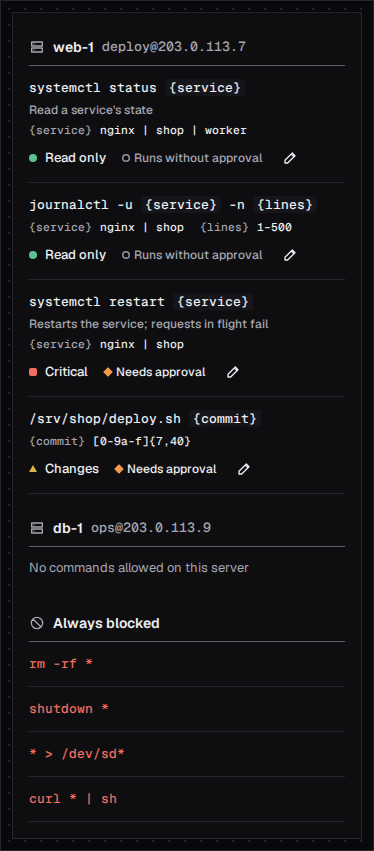 web-1 deploy@203.0.113.7
systemctl status {service}
Read a service's state
{service} nginx | shop | worker
Read only Runs without approval
journalctl -u {service} -n {lines}
{service} nginx | shop {lines} 1-500
Read only Runs without approval
systemctl restart {service}
Restarts the service; requests in flight fail
{service} nginx | shop
Critical Needs approval
/srv/shop/deploy.sh {commit}
{commit} [0-9a-f]{7,40}
Changes Needs approval
db-1 ops@203.0.113.9
No commands allowed on this server
Always blocked
rm -rf *
shutdown *
* > /dev/sd*
curl * | sh